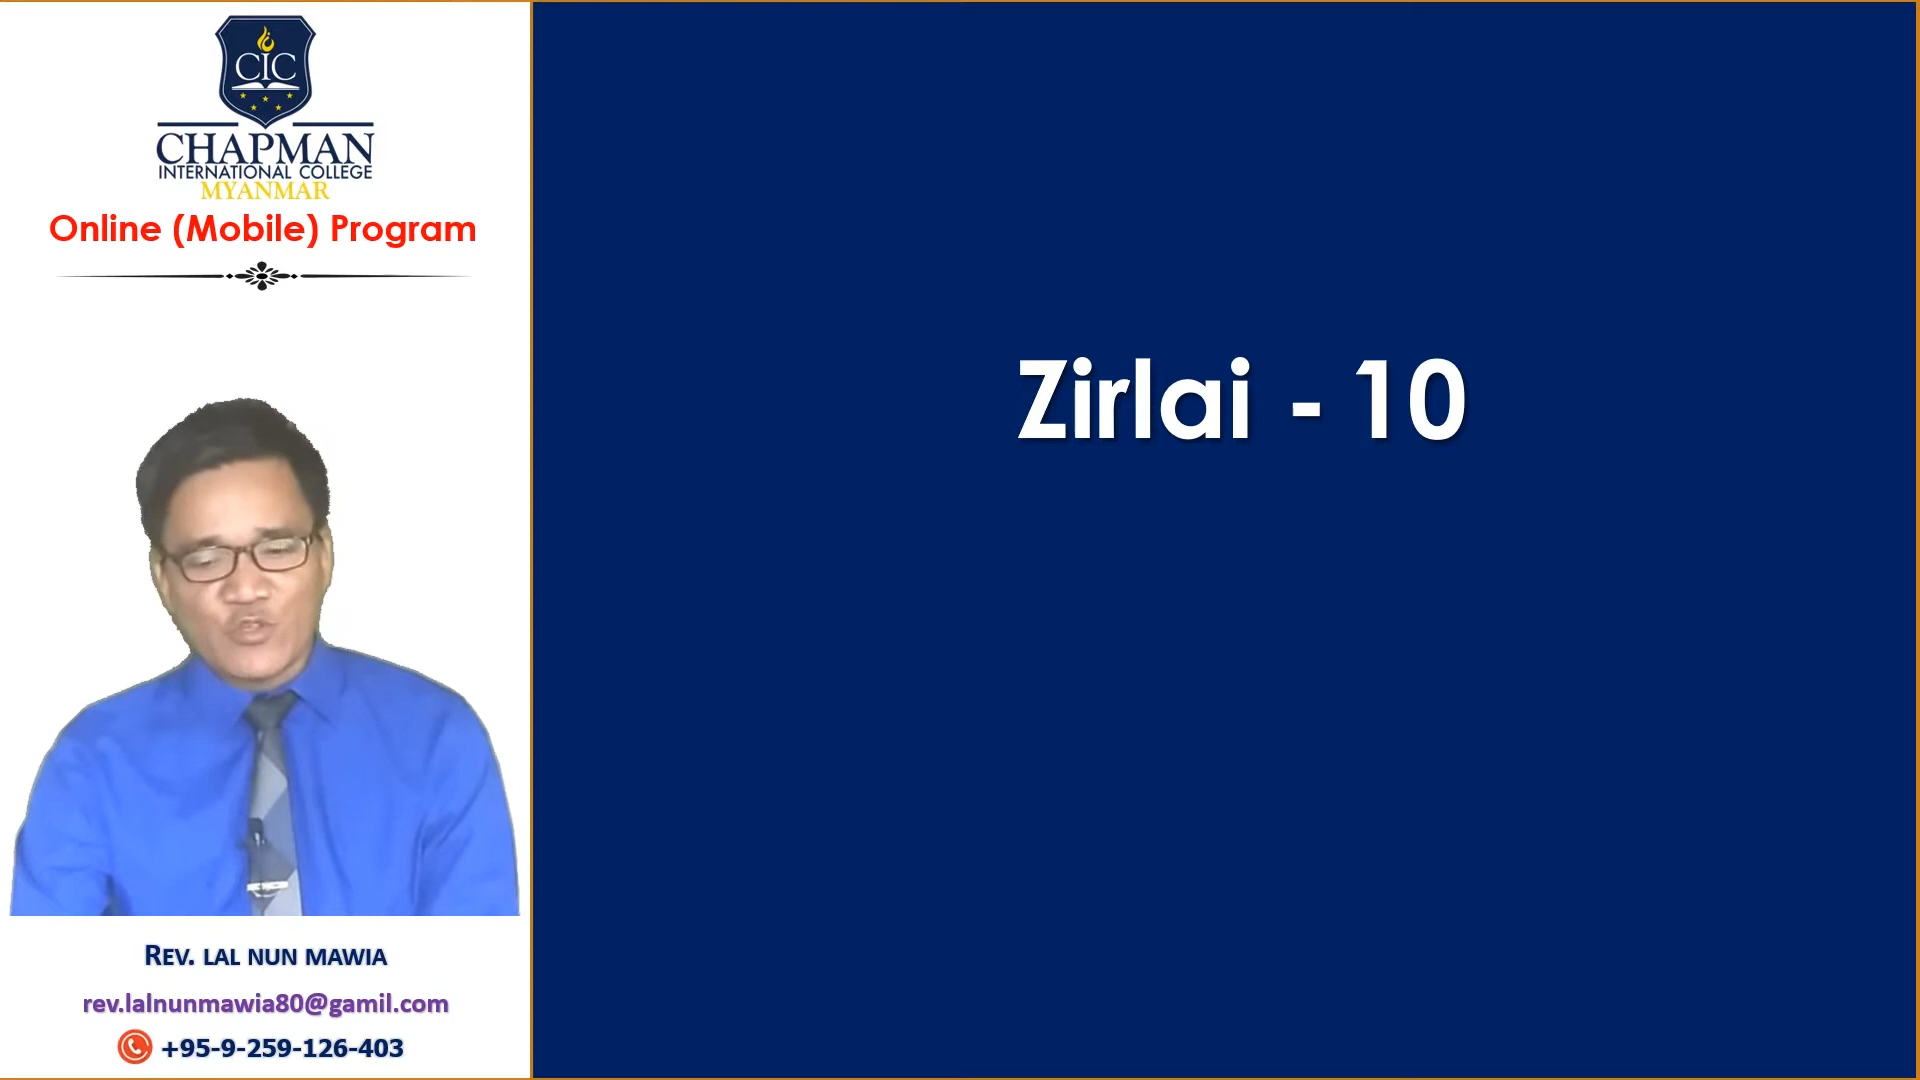 CIC
CHAPMAN
INTERNATIONAL COLLEGE
MYANMAR
Online (Mobile) Program
REV. LAL NUN MAWIA
rev.lalnunmawia80@gamil.com
+95-9-259-126-403
Zirlai - 10